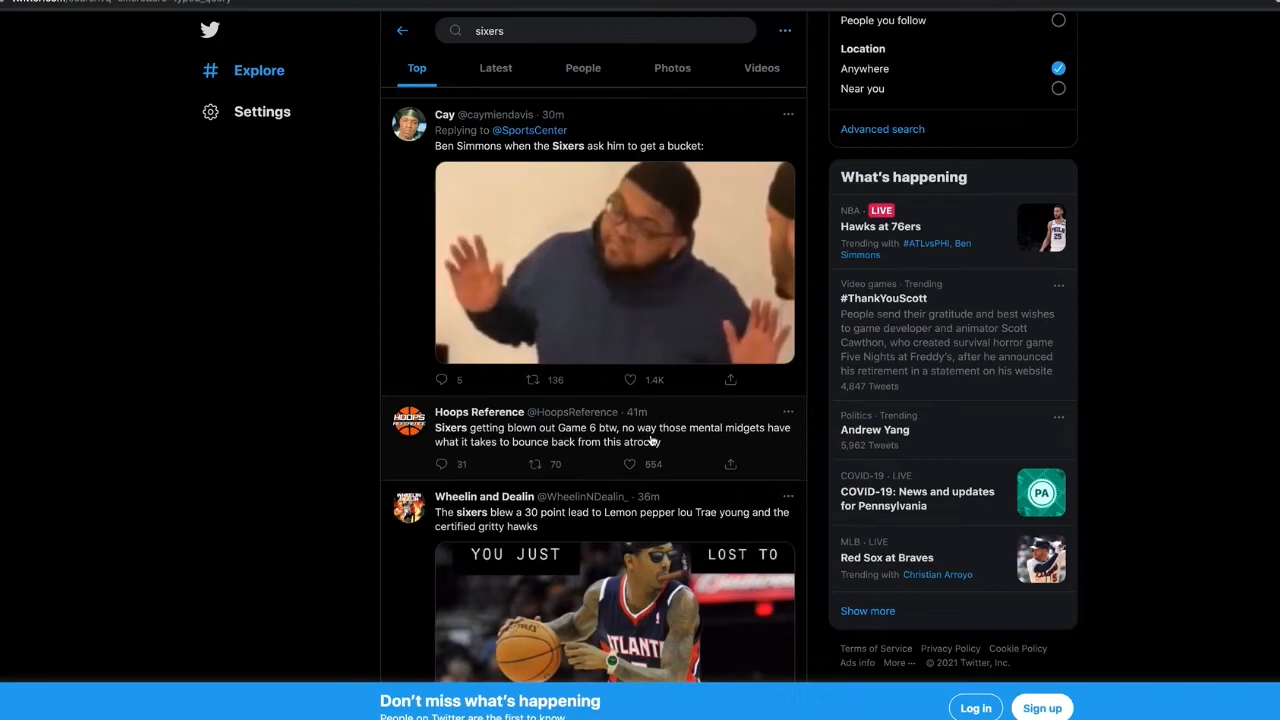 sixers
Explore
Settings
Top
Latest
People
Photos
Videos
Cay @caymiendavis · 30m
Replying to @SportsCenter
Ben Simmons when the Sixers ask him to get a bucket:
5
136
1.4K
Hoops Reference @HoopsReference · 41m
Sixers getting blown out Game 6 btw, no way those mental midgets have
what it takes to bounce back from this atrocity
31
70
554
Wheelin and Dealin @WheelinNDealin_ · 36m
The sixers blew a 30 point lead to Lemon pepper lou Trae young and the
certified gritty hawks
YOU JUST LOST TO
ATLANTA
People you follow
Location
Anywhere
Near you
Advanced search
What's happening
NBA · LIVE
Hawks at 76ers
Trending with #ATLvsPHI, Ben
Simmons
Video games · Trending
#ThankYouScott
People send their gratitude and best wishes
to game developer and animator Scott
Cawthon, who created survival horror game
Five Nights at Freddy's, after he announced
his retirement in a statement on his website
4,847 Tweets
Politics · Trending
Andrew Yang
5,962 Tweets
COVID-19 · LIVE
COVID-19: News and updates
for Pennsylvania
PA
MLB · LIVE
Red Sox at Braves
Trending with Christian Arroyo
Show more
Terms of Service Privacy Policy Cookie Policy
Ads info More ··· © 2021 Twitter, Inc.
Don't miss what's happening
People on Twitter are the first to know.
Log in
Sign up